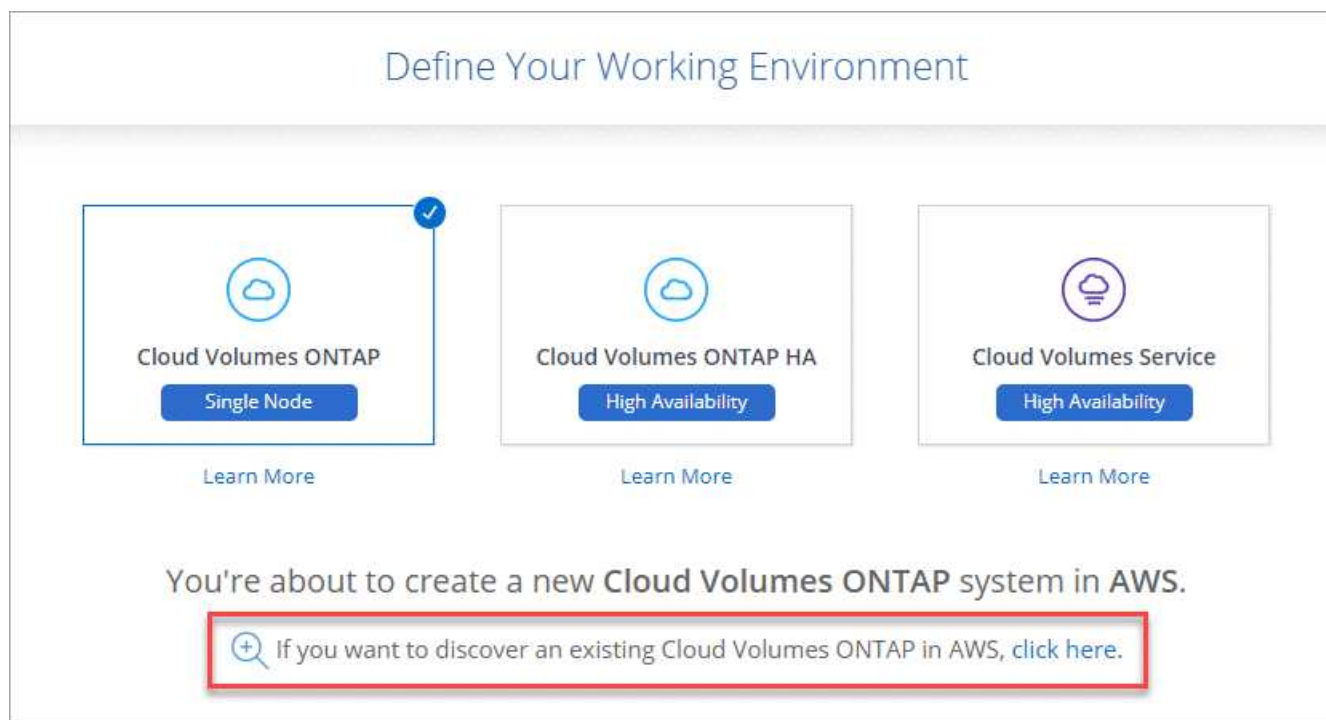 Define Your Working Environment
Cloud Volumes ONTAP
Single Node
Learn More
Cloud Volumes ONTAP HA
High Availability
Learn More
Cloud Volumes Service
High Availability
Learn More
You're about to create a new Cloud Volumes ONTAP system in AWS.
If you want to discover an existing Cloud Volumes ONTAP in AWS, click here.